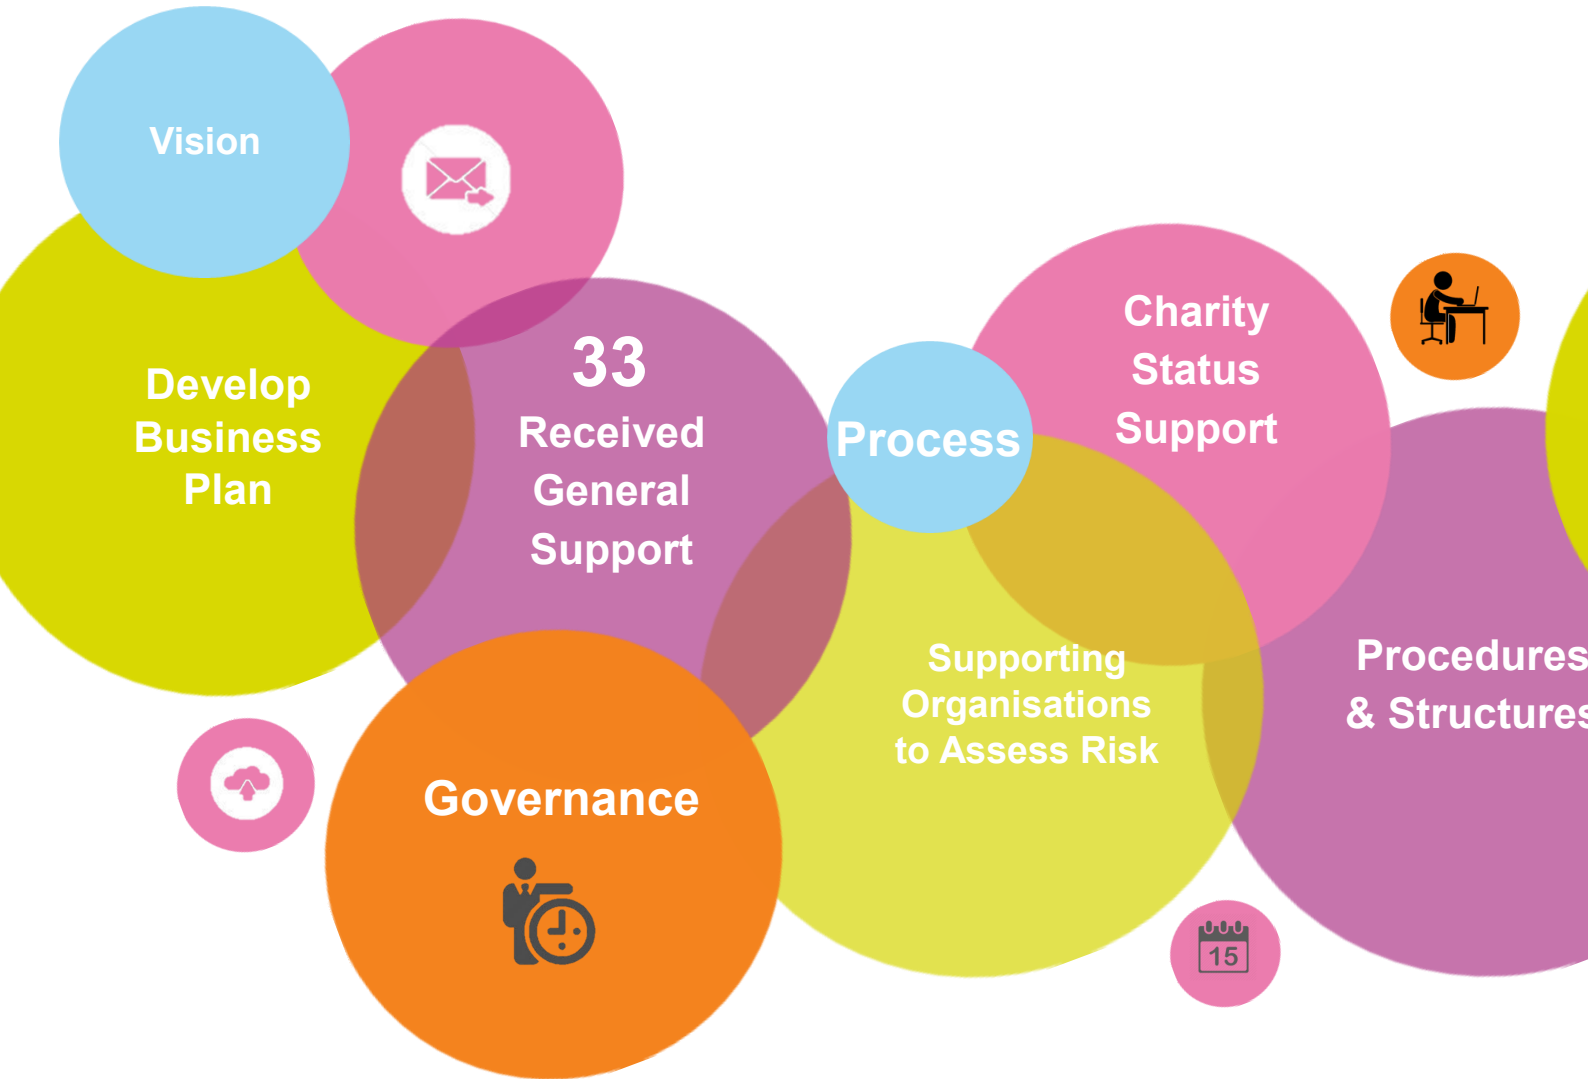 Vision
Develop
Business
Plan
33
Received
General
Support
Governance
Process
Charity
Status
Support
Supporting
Organisations
to Assess Risk
Procedures
& Structures
15